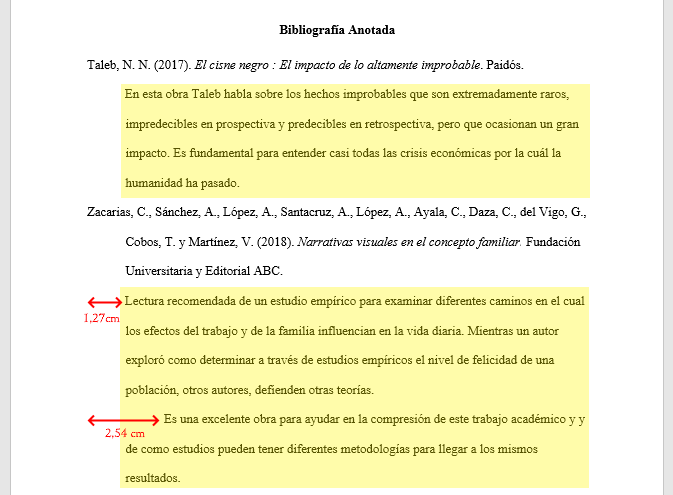 Bibliografía Anotada
Taleb, N. N. (2017). El cisne negro : El impacto de lo altamente improbable. Paidós.
En esta obra Taleb habla sobre los hechos improbables que son extremadamente raros,
impredecibles en prospectiva y predecibles en retrospectiva, pero que ocasionan un gran
impacto. Es fundamental para entender casi todas las crisis económicas por la cuál la
humanidad ha pasado.
Zacarias, C., Sánchez, A., López, A., Santacruz, A., López, A., Ayala, C., Daza, C., del Vigo, G.,
Cobos, T. y Martínez, V. (2018). Narrativas visuales en el concepto familiar. Fundación
Universitaria y Editorial ABC.
Lectura recomendada de un estudio empírico para examinar diferentes caminos en el cual
1,27cm
los efectos del trabajo y de la familia influencian en la vida diaria. Mientras un autor
exploró como determinar a través de estudios empíricos el nivel de felicidad de una
población, otros autores, defienden otras teorías.
Es una excelente obra para ayudar en la compresión de este trabajo académico y y
2,54 cm
de como estudios pueden tener diferentes metodologías para llegar a los mismos
resultados.